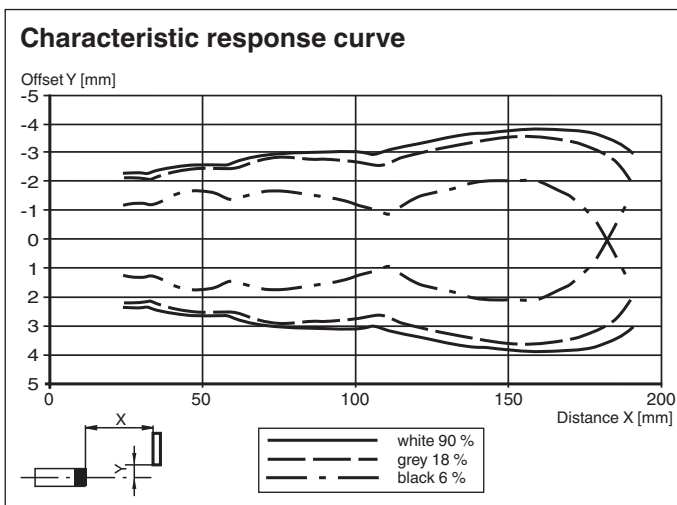 Characteristic response curve
Offset Y [mm]
-5
-4
-3
-2
-1
0
1
2
3
4
5
0 50 100 150 200
Distance X [mm]
X
Y
white 90 %
grey 18 %
black 6 %